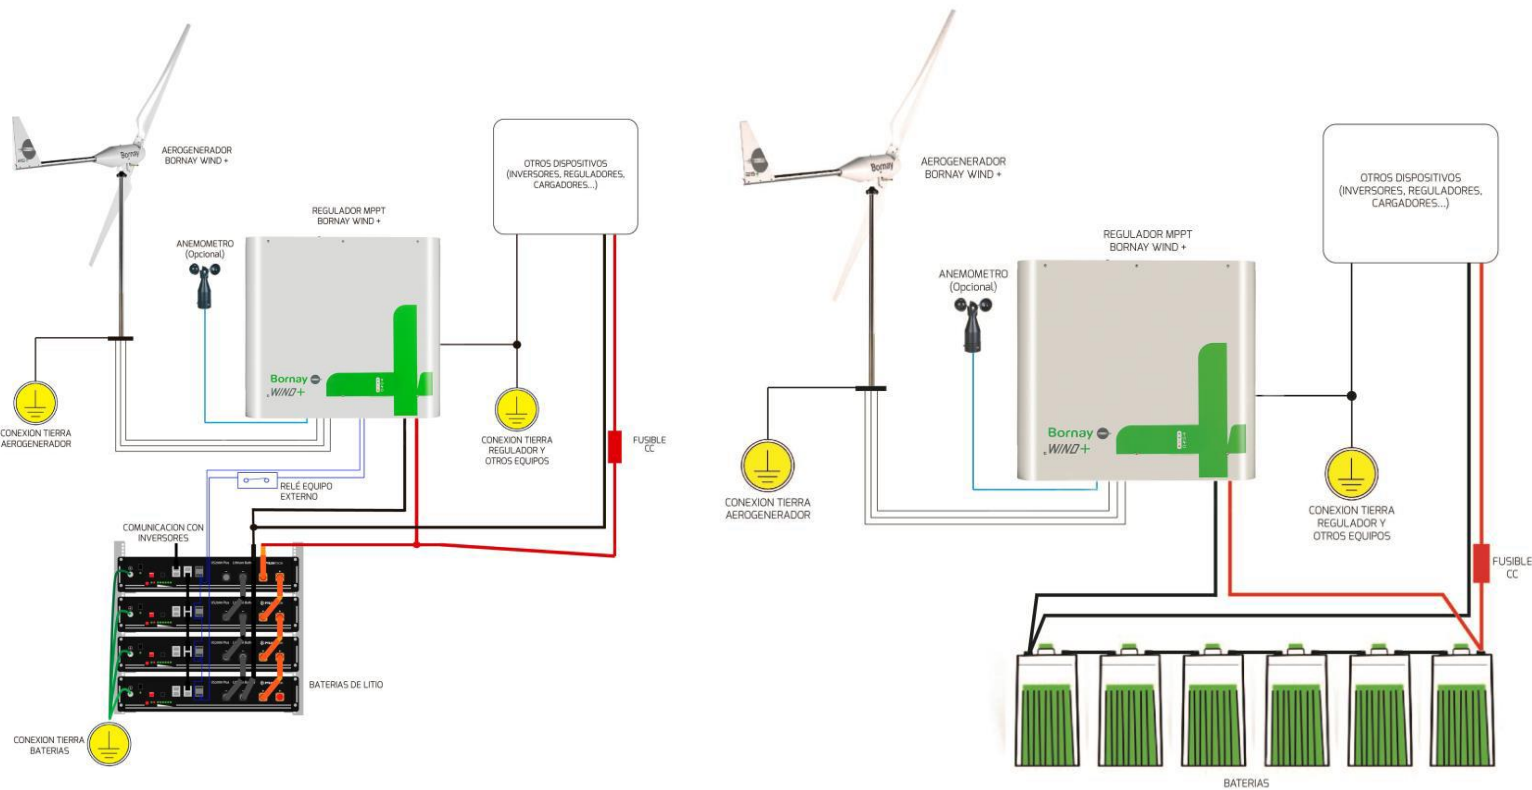 AEROGENERADOR
BORNAY WIND +
Bornay
REGULADOR MPPT
BORNAY WIND +
ANEMOMETRO
(Opcional)
OTROS DISPOSITIVOS
(INVERSORES, REGULADORES,
CARGADORES...)
Bornay
WIND+
CONEXION TIERRA
AEROGENERADOR
CONEXION TIERRA
REGULADOR Y
OTROS EQUIPOS
FUSIBLE
CC
RELÉ EQUIPO
EXTERNO
COMUNICACION CON
INVERSORES
BATERIAS DE LITIO
CONEXION TIERRA
BATERIAS
AEROGENERADOR
BORNAY WIND +
Bornay
REGULADOR MPPT
BORNAY WIND +
ANEMOMETRO
(Opcional)
OTROS DISPOSITIVOS
(INVERSORES, REGULADORES,
CARGADORES...)
Bornay
WIND+
CONEXION TIERRA
AEROGENERADOR
CONEXION TIERRA
REGULADOR Y
OTROS EQUIPOS
FUSIBLE
CC
BATERIAS